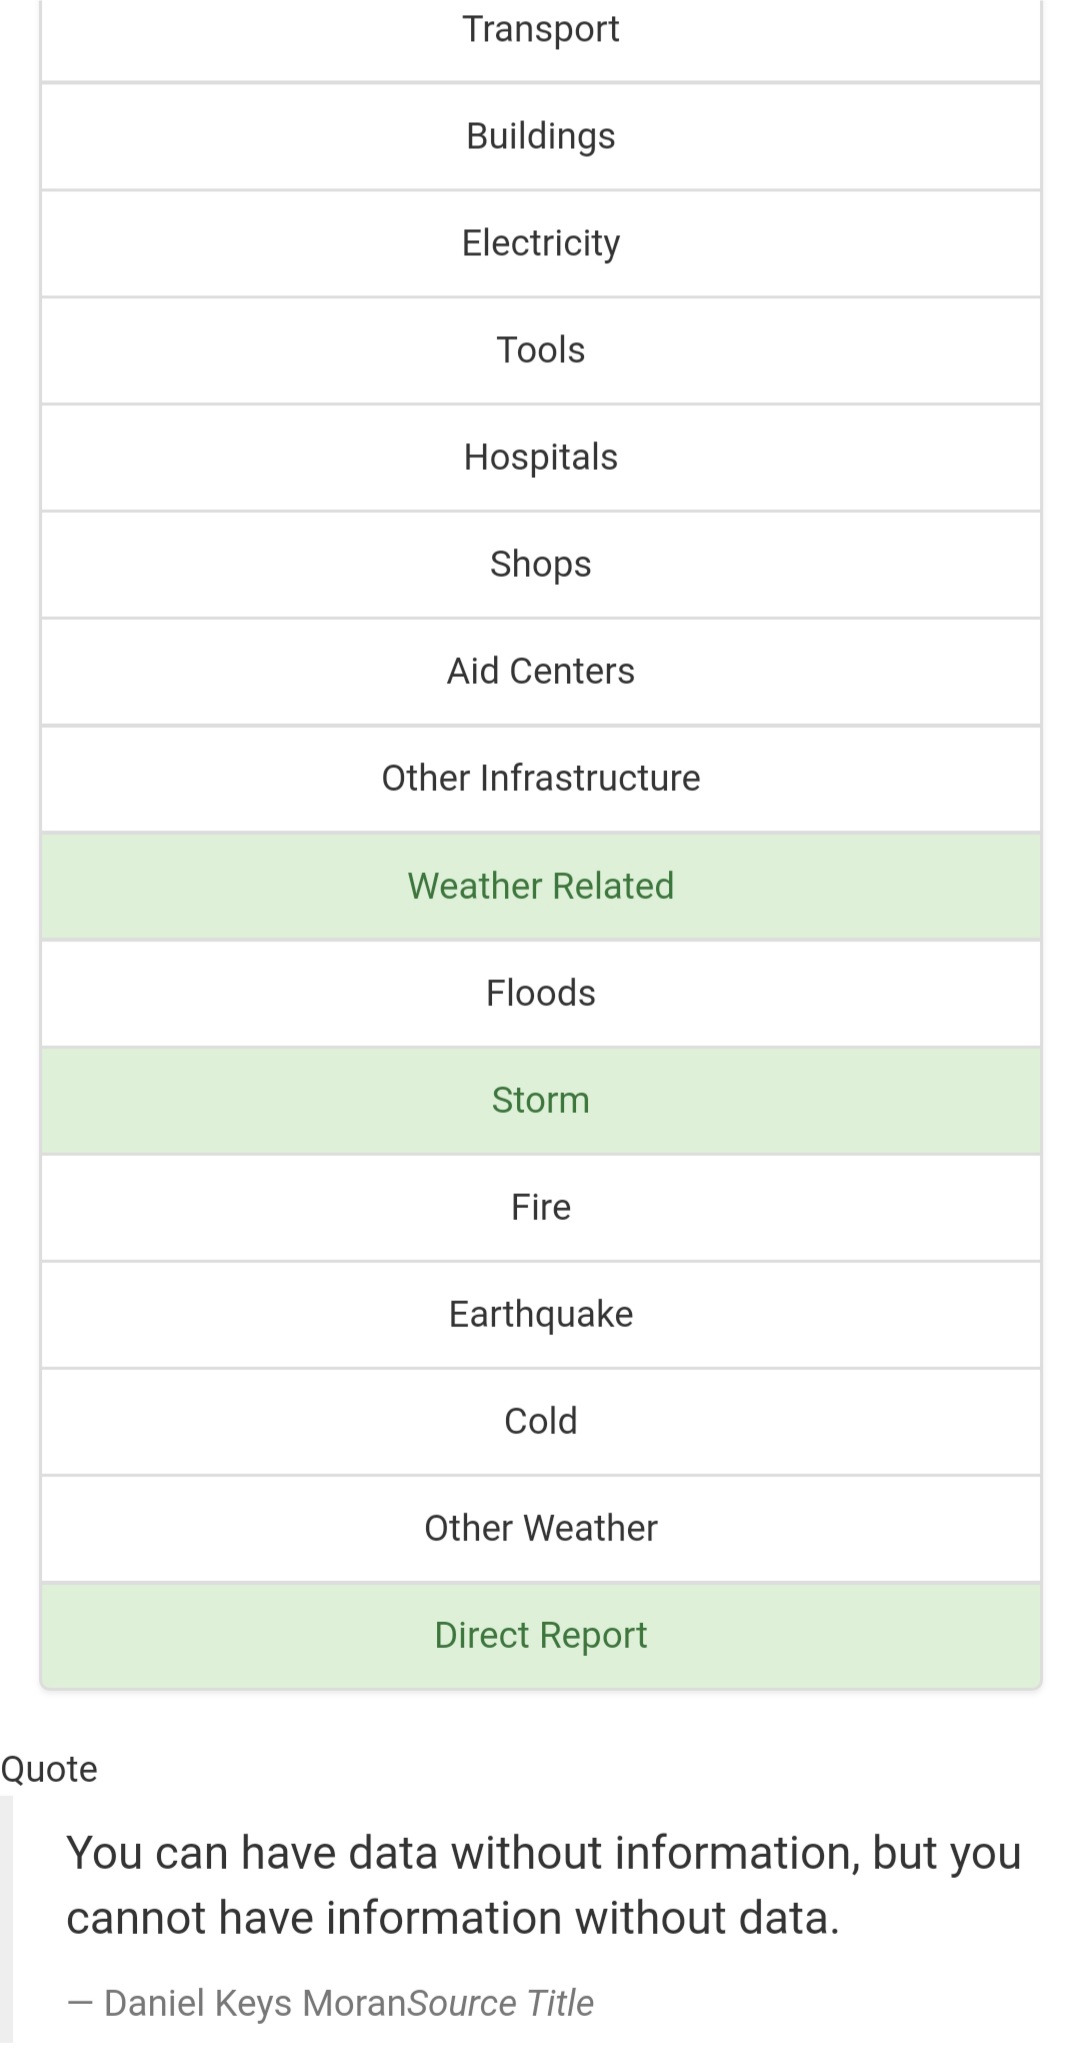 Transport
Buildings
Electricity
Tools
Hospitals
Shops
Aid Centers
Other Infrastructure
Weather Related
Floods
Storm
Fire
Earthquake
Cold
Other Weather
Direct Report
Quote
You can have data without information, but you
cannot have information without data.
— Daniel Keys MoranSource Title